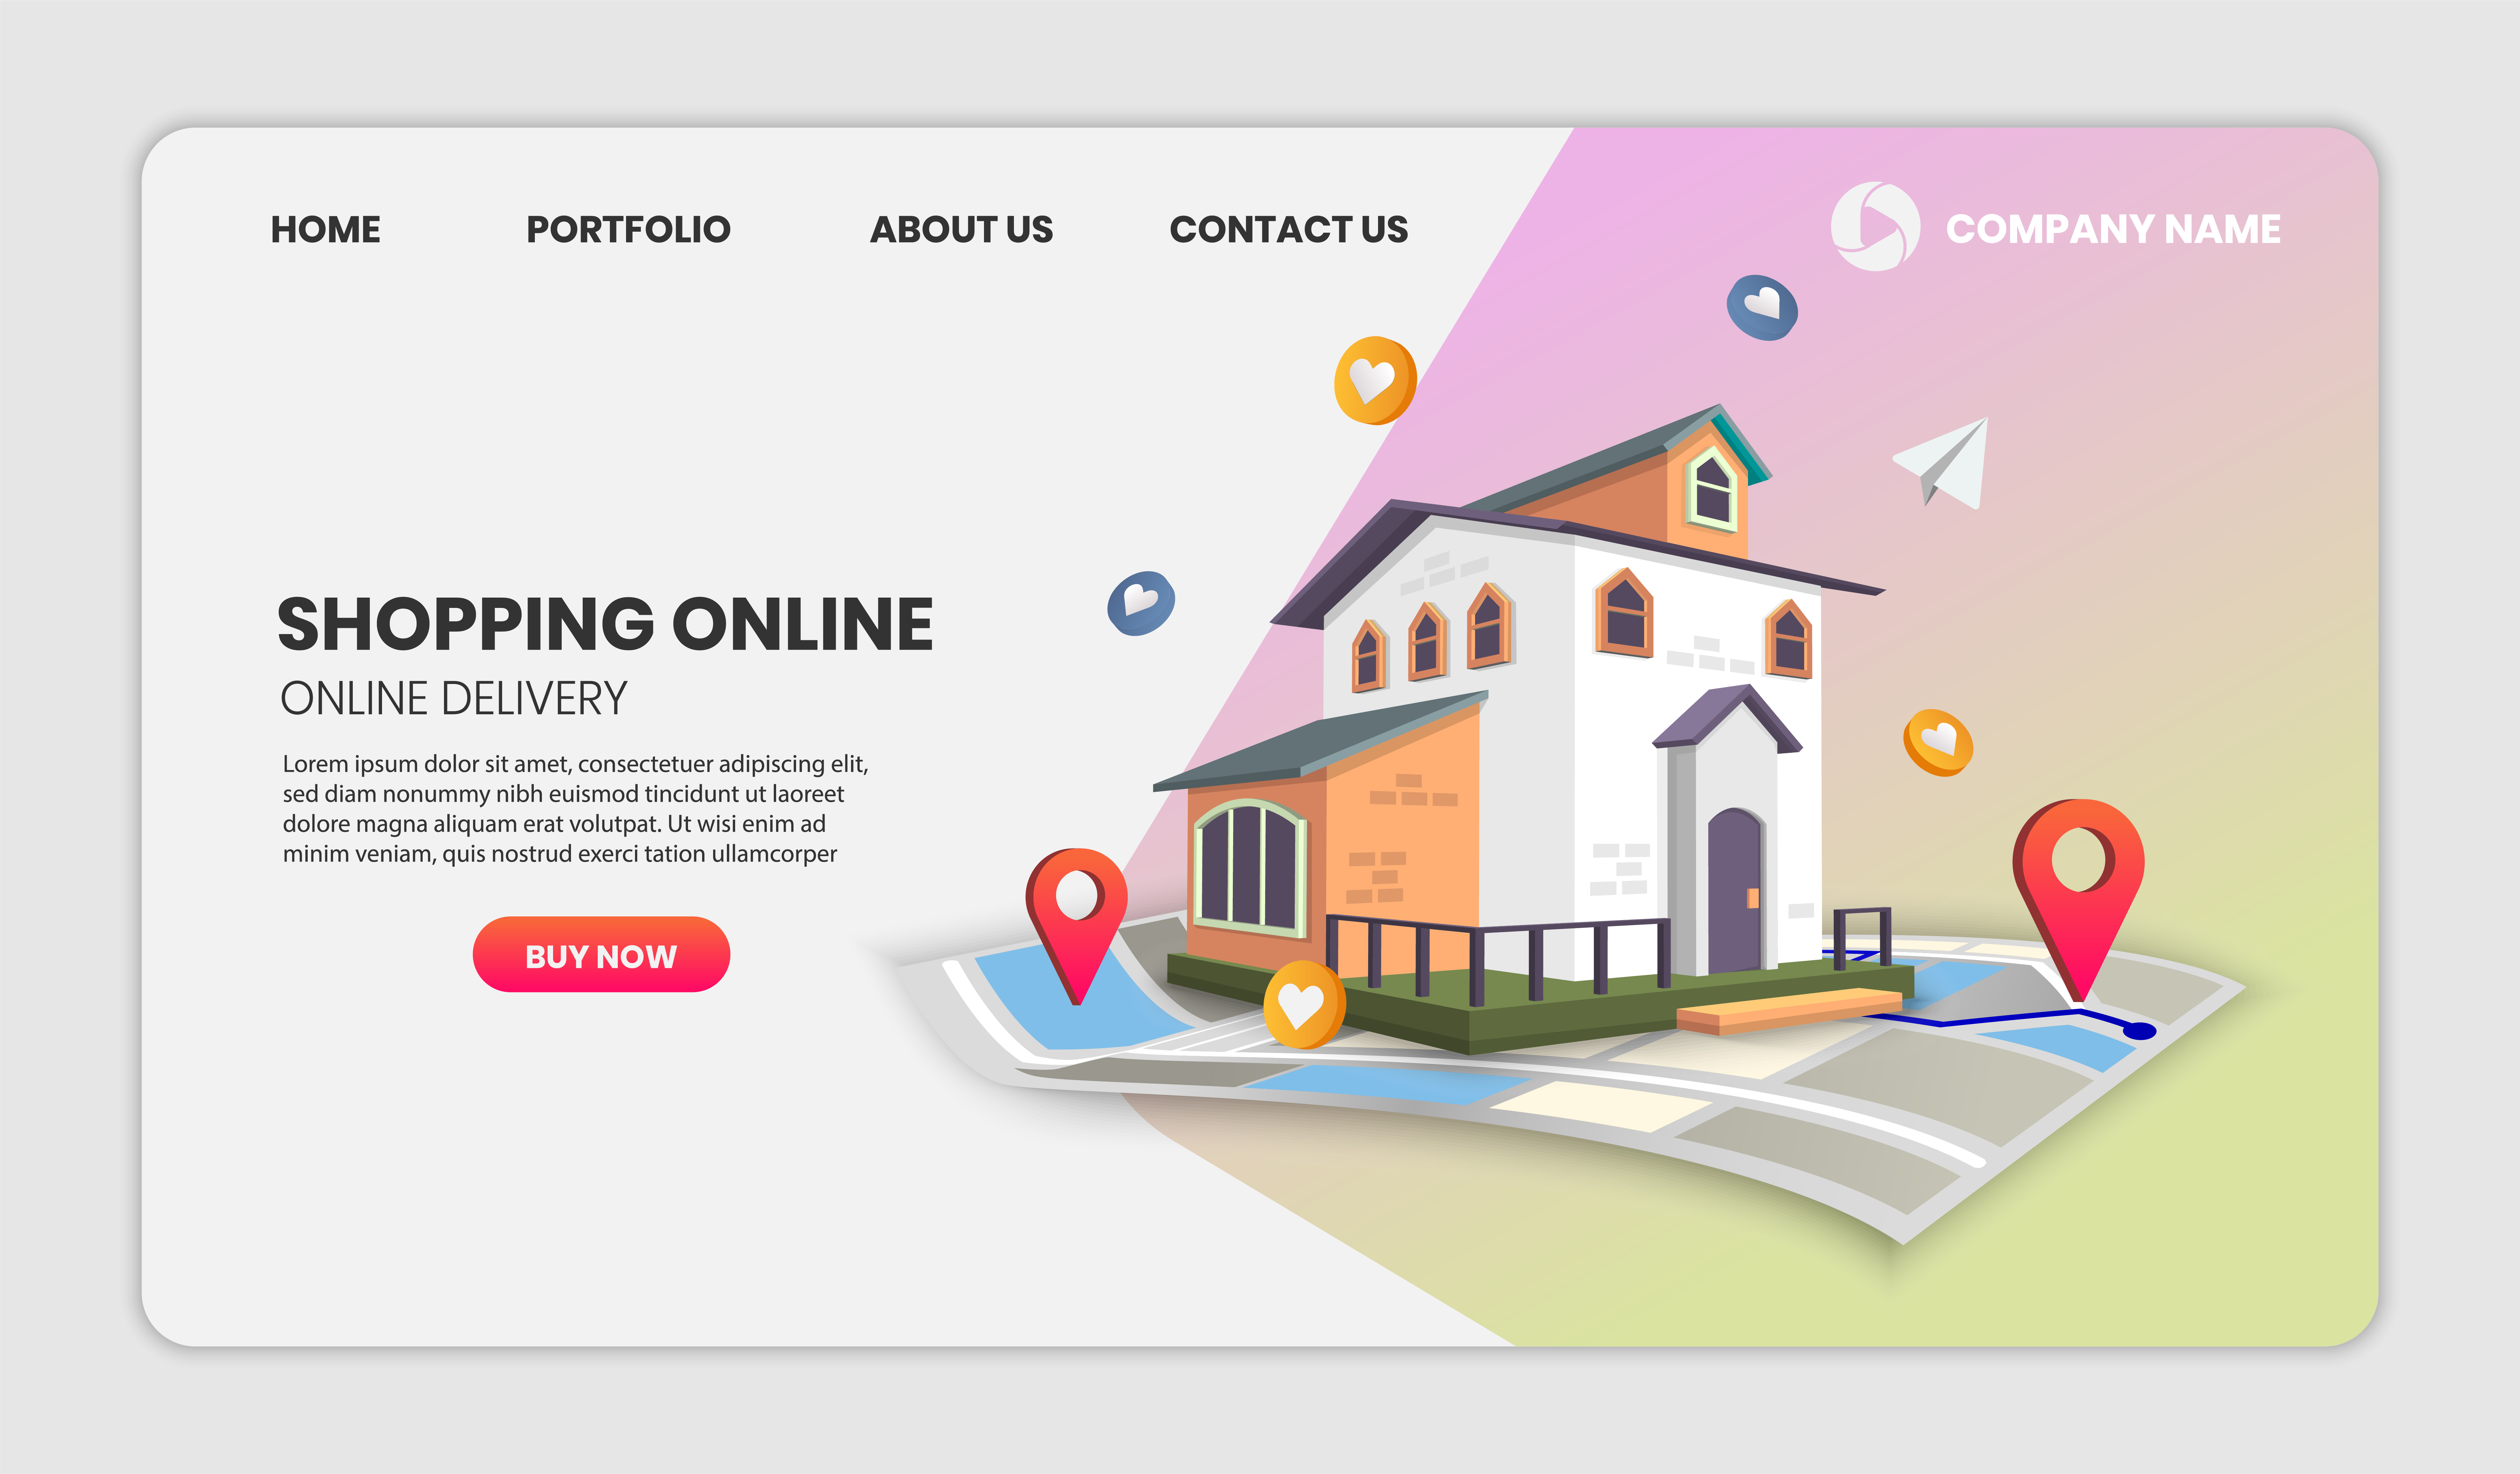 HOME PORTFOLIO ABOUT US CONTACT US COMPANY NAME
SHOPPING ONLINE
ONLINE DELIVERY
Lorem ipsum dolor sit amet, consectetuer adipiscing elit,
sed diam nonummy nibh euismod tincidunt ut laoreet
dolore magna aliquam erat volutpat. Ut wisi enim ad
minim veniam, quis nostrud exerci tation ullamcorper
BUY NOW